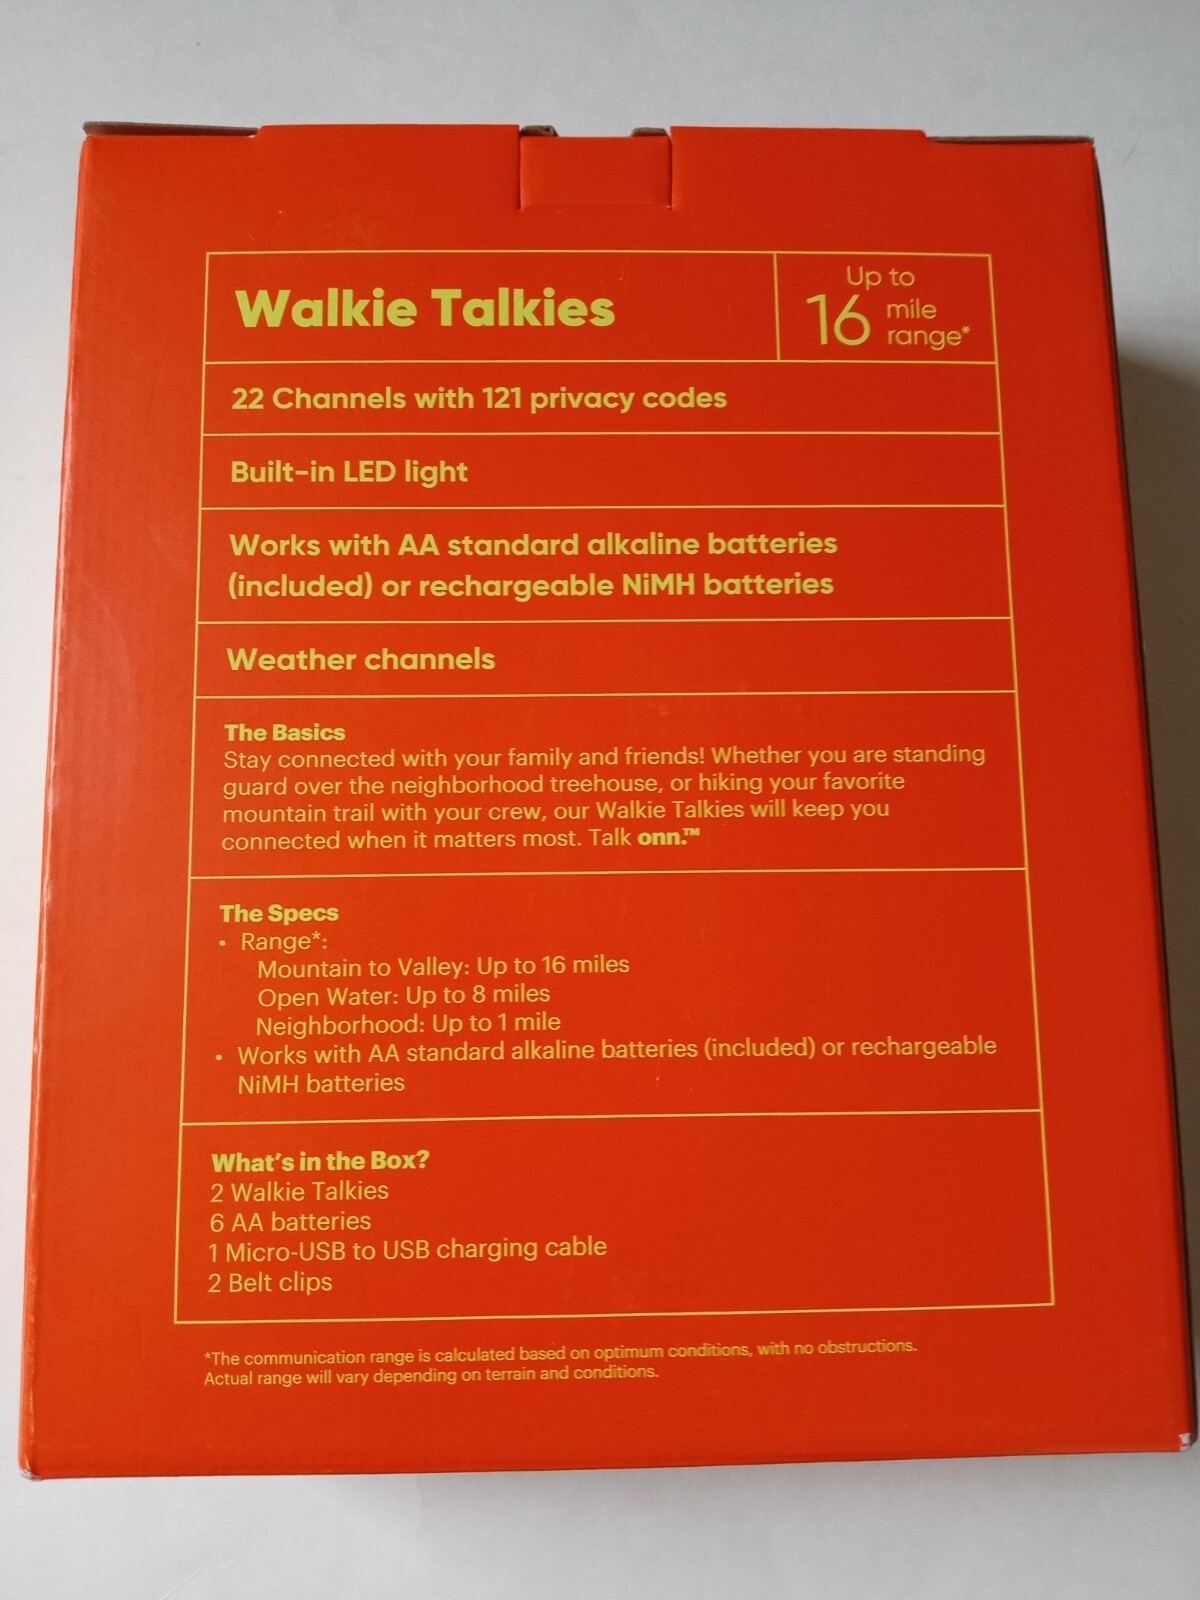 Walkie Talkies
Up to
16 mile
range*
22 Channels with 121 privacy codes
Built-in LED light
Works with AA standard alkaline batteries
(included) or rechargeable NiMH batteries
Weather channels
The Basics
Stay connected with your family and friends! Whether you are standing
guard over the neighborhood treehouse, or hiking your favorite
mountain trail with your crew, our Walkie Talkies will keep you
connected when it matters most. Talk onn.™
The Specs
• Range*:
Mountain to Valley: Up to 16 miles
Open Water: Up to 8 miles
Neighborhood: Up to 1 mile
• Works with AA standard alkaline batteries (included) or rechargeable
NiMH batteries
What's in the Box?
2 Walkie Talkies
6 AA batteries
1 Micro-USB to USB charging cable
2 Belt clips
*The communication range is calculated based on optimum conditions, with no obstructions.
Actual range will vary depending on terrain and conditions.